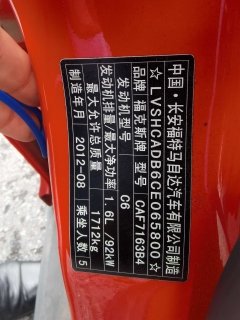 中国·长安福特马自达汽车有限公司制造
☆LVSHCADB6CE065800☆
品牌 福克斯牌 型号 CAF7163B4
发动机型号 C6
发动机排量/最大净功率 1.6L /92kW
最大允许总质量 1712kg
制造年月 2012-08 乘坐人数 5